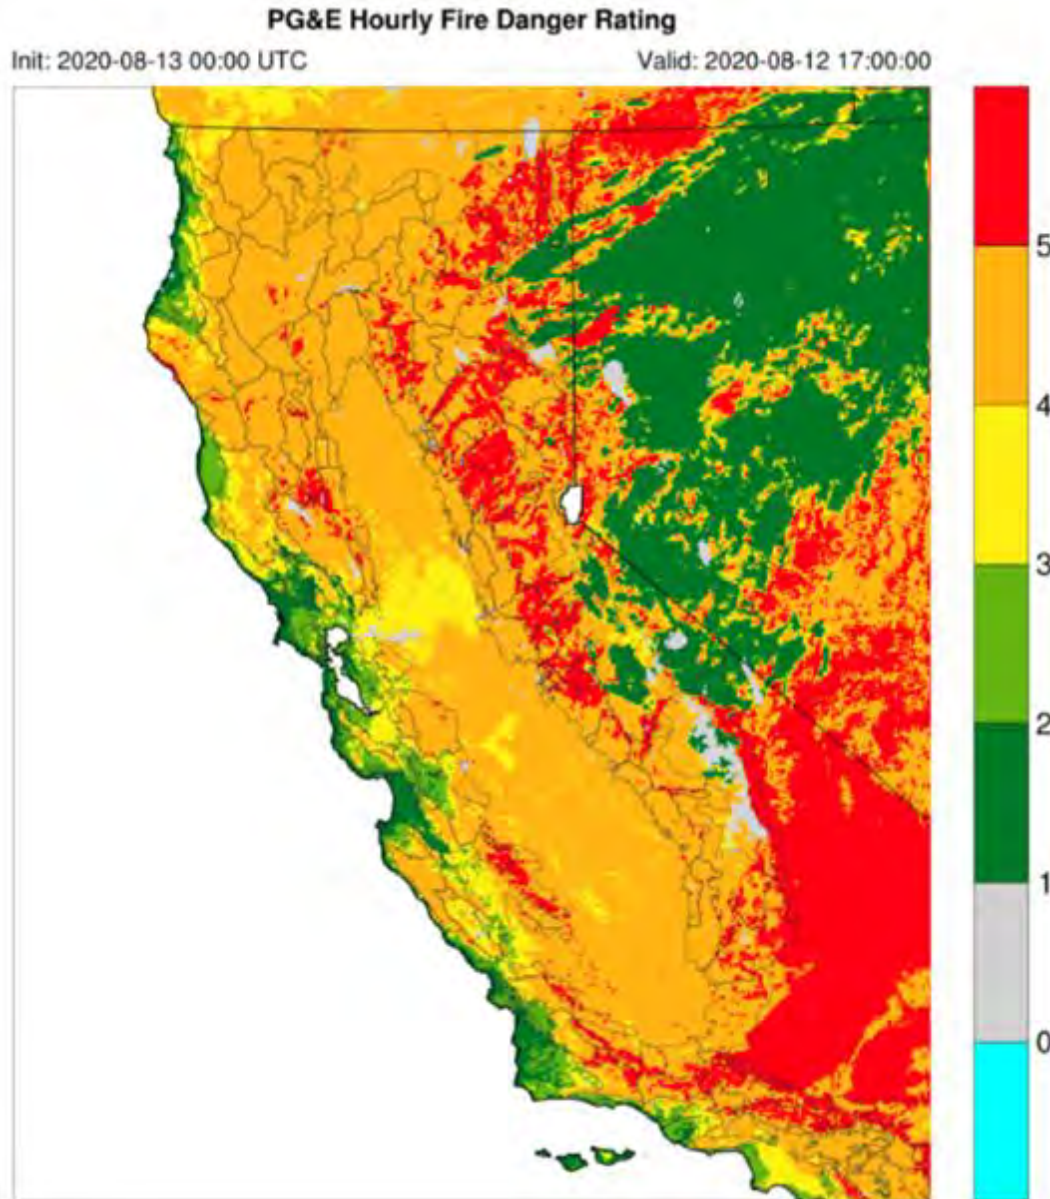 PG&E Hourly Fire Danger Rating
Init: 2020-08-13 00:00 UTC
Valid: 2020-08-12 17:00:00
5
4
3
2
1
0